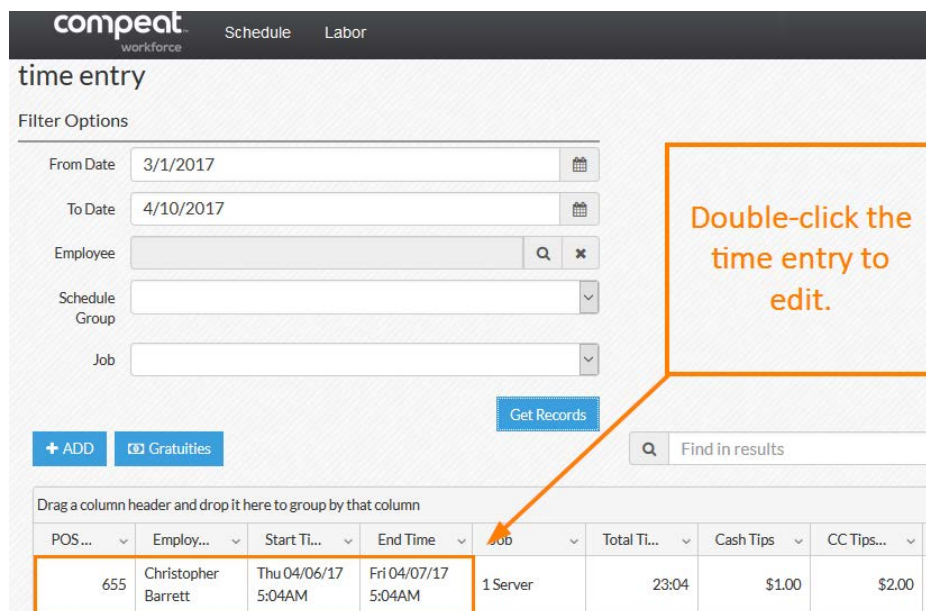 compeat
workforce
Schedule Labor
time entry
Filter Options
From Date 3/1/2017
To Date 4/10/2017
Employee
Schedule
Group
Job
Double-click the
time entry to
edit.
Get Records
+ ADD Gratuities
Find in results
Drag a column header and drop it here to group by that column
POS ... Employ... Start Ti... End Time Job Total Ti... Cash Tips CC Tips...
655 Christopher Barrett Thu 04/06/17 5:04AM Fri 04/07/17 5:04AM 1 Server 23:04 $1.00 $2.00